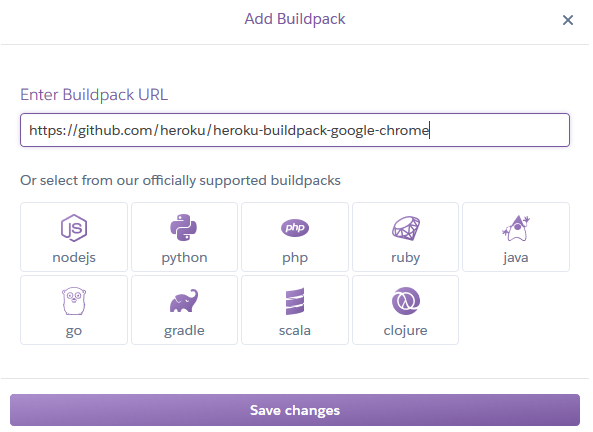 Add Buildpack
Enter Buildpack URL
https://github.com/heroku/heroku-buildpack-google-chrome
Or select from our officially supported buildpacks
JS
php
nodejs
python
php
ruby
java
go
gradle
scala
clojure
Save changes